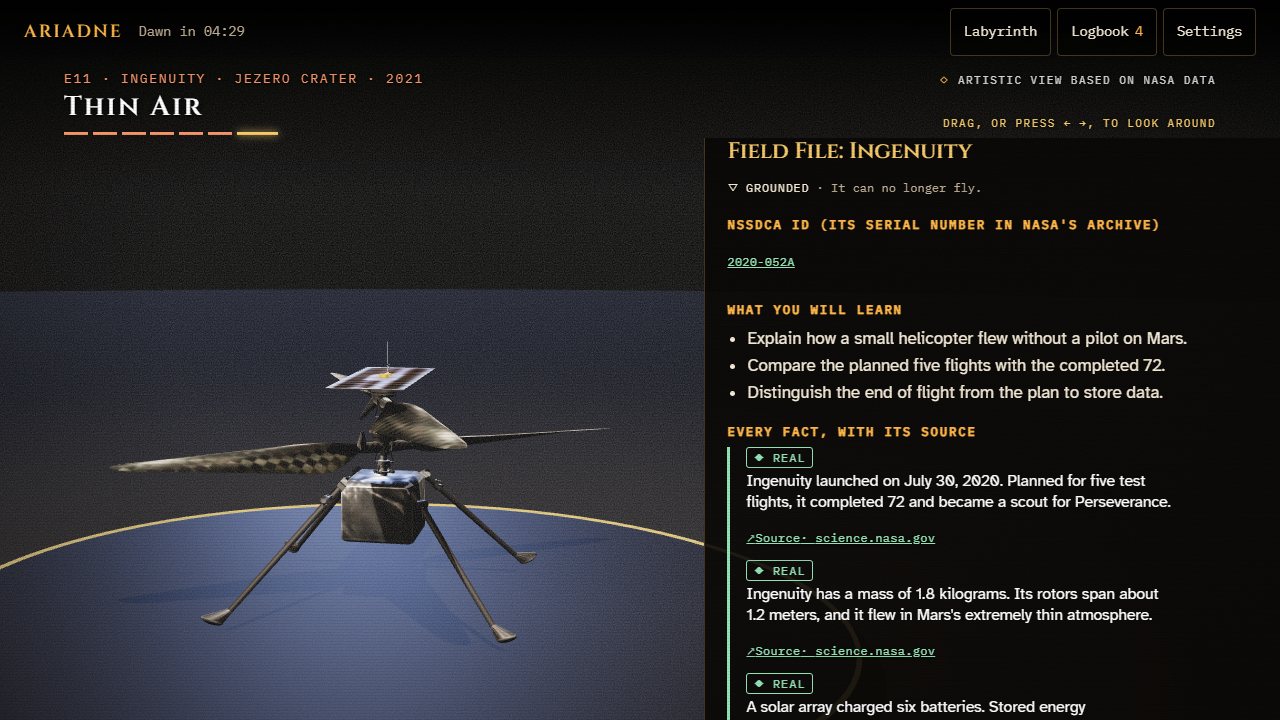 ARIADNE Dawn in 04:29
Labyrinth
Logbook 4
Settings
E11 · INGENUITY · JEZERO CRATER · 2021
Thin Air
◇ ARTISTIC VIEW BASED ON NASA DATA
DRAG, OR PRESS ← →, TO LOOK AROUND
Field File: Ingenuity
▽ GROUNDED · It can no longer fly.
NSSDCA ID (ITS SERIAL NUMBER IN NASA'S ARCHIVE)
2020-052A
WHAT YOU WILL LEARN
• Explain how a small helicopter flew without a pilot on Mars.
• Compare the planned five flights with the completed 72.
• Distinguish the end of flight from the plan to store data.
EVERY FACT, WITH ITS SOURCE
◆ REAL
Ingenuity launched on July 30, 2020. Planned for five test
flights, it completed 72 and became a scout for Perseverance.
↗Source· science.nasa.gov
◆ REAL
Ingenuity has a mass of 1.8 kilograms. Its rotors span about
1.2 meters, and it flew in Mars's extremely thin atmosphere.
↗Source· science.nasa.gov
◆ REAL
A solar array charged six batteries. Stored energy